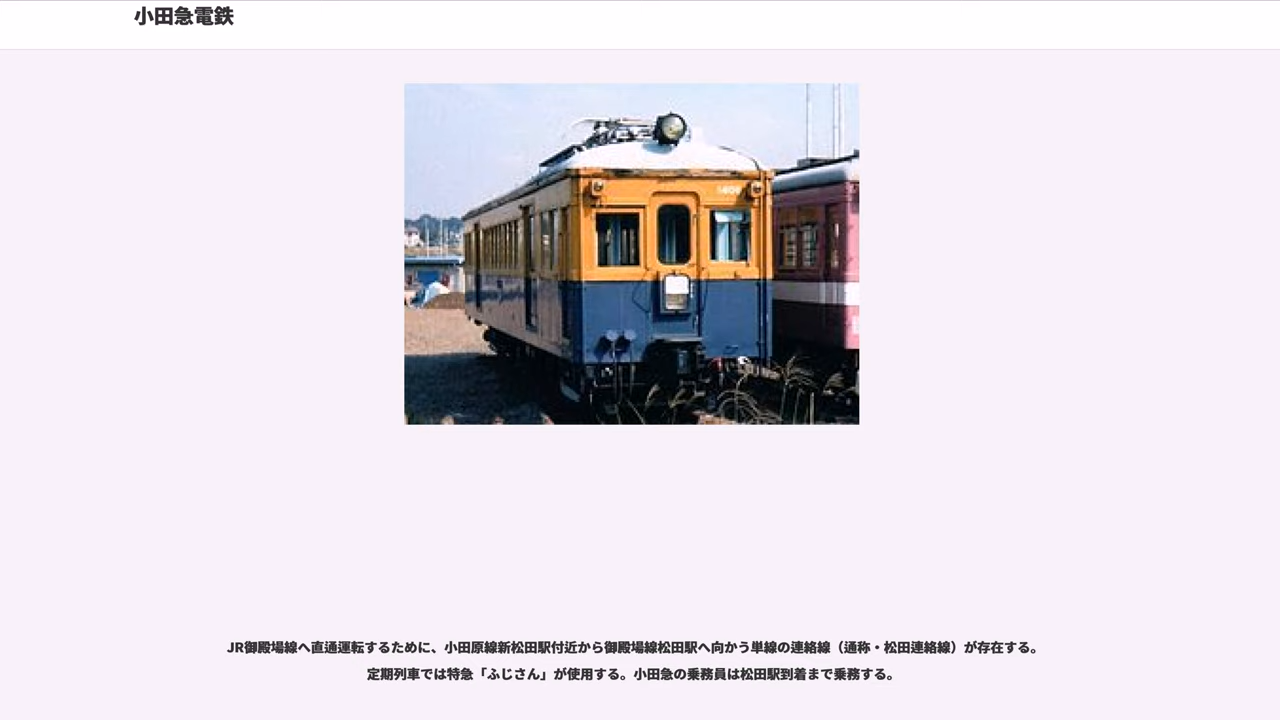 小田急電鉄
JR御殿場線へ直通運転するために、小田原線新松田駅付近から御殿場線松田駅へ向かう単線の連絡線（通称・松田連絡線）が存在する。
定期列車では特急「ふじさん」が使用する。小田急の乗務員は松田駅到着まで乗務する。